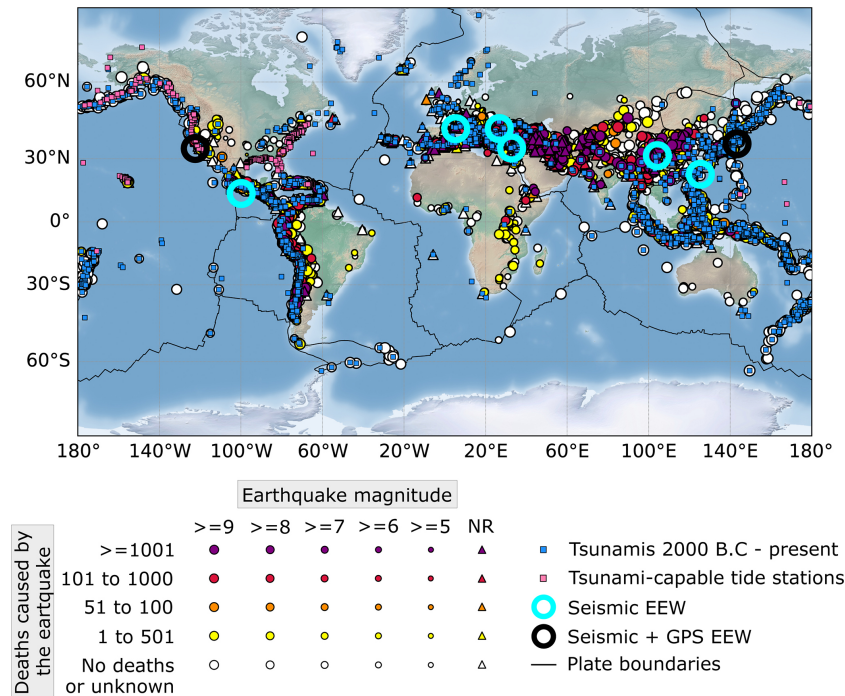 60°N
30°N
0°
30°S
60°S
180° 140°W 100°W 60°W 20°W 20°E 60°E 100°E 140°E 180°
Earthquake magnitude
>=9 >=8 >=7 >=6 >=5 NR
Deaths caused by
the eartquake
>=1001
101 to 1000
51 to 100
1 to 501
No deaths
or unknown
Tsunamis 2000 B.C - present
Tsunami-capable tide stations
Seismic EEW
Seismic + GPS EEW
Plate boundaries